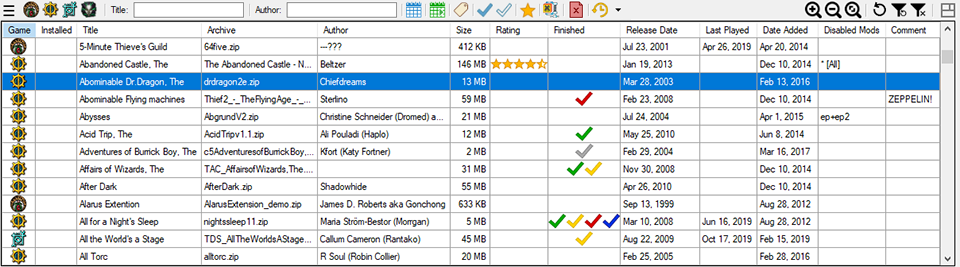 Title: Author:
Game Installed Title Archive Author Size Rating Finished Release Date Last Played Date Added Disabled Mods Comment
5-Minute Thieve's Guild 64five.zip ---??? 412 KB Jul 23, 2001 Apr 26, 2019 Apr 20, 2014
Abandoned Castle, The The Abandoned Castle - N... Beltzer 146 MB Jan 19, 2013 Dec 10, 2014 * [All]
Abominable Dr Dragon, The drdragon2e.zip Chiefdreams 13 MB Mar 28, 2003 Feb 13, 2016
Abominable Flying machines Thief2_-_TheFlyingAge_-_... Sterlino 59 MB Feb 23, 2008 Dec 10, 2014 ZEPPELIN!
Abysses AbgrundV2.zip Christine Schneider (Dromed) a... 21 MB Jul 24, 2004 Apr 1, 2015 ep+ep2
Acid Trip, The AcidTripv1.1.zip Ali Pouladi (Haplo) 12 MB May 25, 2010 Jun 8, 2014
Adventures of Burrick Boy, The c5AdventuresofBurrickBoy,... Kfort (Katy Fortner) 2 MB Feb 29, 2004 Mar 16, 2017
Affairs of Wizards, The TAC_AffairsofWizards,The.... 31 MB Nov 30, 2008 Dec 10, 2014
After Dark AfterDark.zip Shadowhide 55 MB Apr 26, 2010 Dec 10, 2014
Alarus Extention AlarusExtension_demo.zip James D. Roberts aka Gonchong 633 KB Sep 13, 1999 Aug 28, 2012
All for a Night's Sleep nightssleep11.zip Maria Ström-Bestor (Morrgan) 5 MB Mar 10, 2008 Jun 16, 2019 Aug 28, 2012
All the World's a Stage TDS_AllTheWorldsAStage... Callum Cameron (Rantako) 45 MB Aug 22, 2009 Oct 17, 2019 Feb 15, 2019
All Torc alltorc.zip R Soul (Robin Collier) 20 MB Feb 25, 2005 Dec 28, 2016